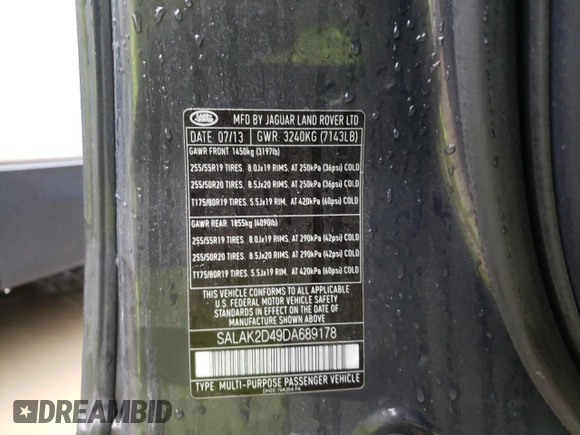 LAND ROVER
MFD BY JAGUAR LAND ROVER LTD
DATE: 07/13 GWR: 3240KG (7143LB)
GAWR FRONT 1450kg (3197lb)
255/55R19 TIRES. 8.0Jx19 RIMS. AT 250kPa (36psi) COLD
255/50R20 TIRES. 8.5Jx20 RIMS. AT 250kPa (36psi) COLD
T175/80R19 TIRES. 5.5Jx19 RIM. AT 420kPa (60psi) COLD
GAWR REAR 1855kg (4090lb)
255/55R19 TIRES. 8.0Jx19 RIMS. AT 290kPa (42psi) COLD
255/50R20 TIRES. 8.5Jx20 RIMS. AT 290kPa (42psi) COLD
T175/80R19 TIRES. 5.5Jx19 RIM. AT 420kPa (60psi) COLD
THIS VEHICLE CONFORMS TO ALL APPLICABLE
U.S. FEDERAL MOTOR VEHICLE SAFETY
STANDARDS IN EFFECT ON THE DATE OF
MANUFACTURE SHOWN ABOVE
SALAK2D49DA689178
TYPE: MULTI-PURPOSE PASSENGER VEHICLE
DREAMBID